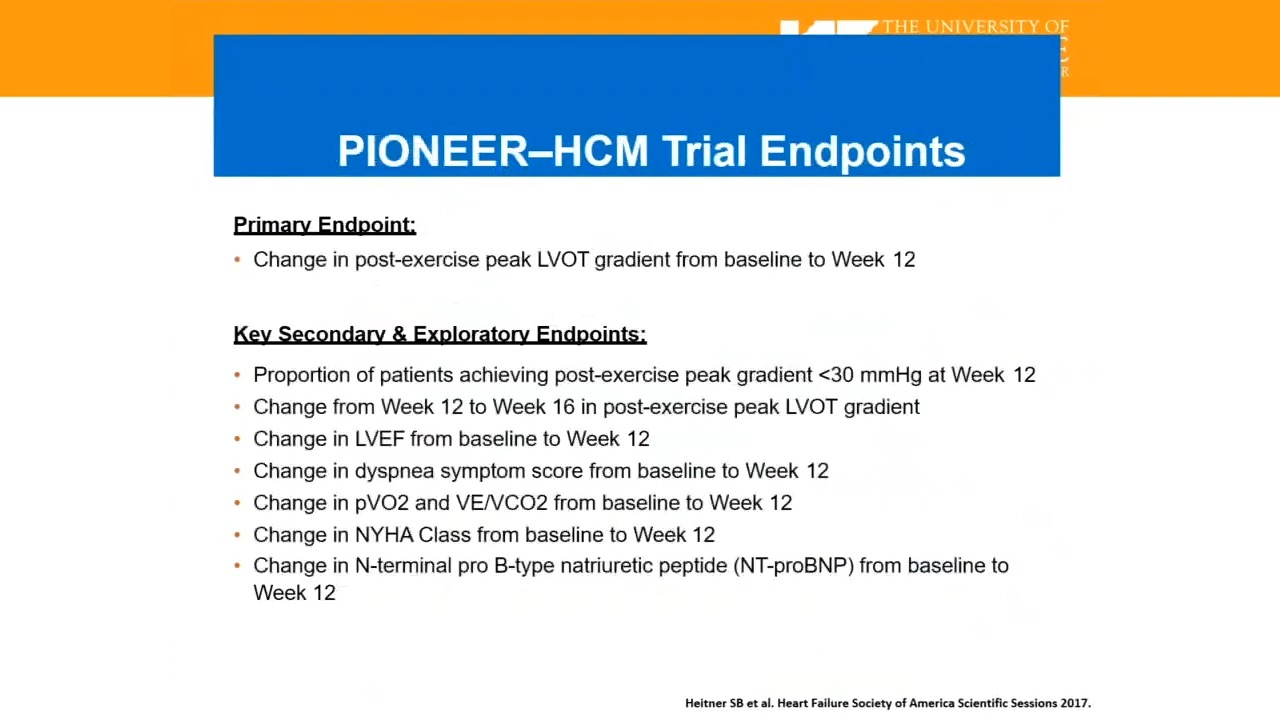 THE UNIVERSITY OF
PIONEER–HCM Trial Endpoints
Primary Endpoint:
• Change in post-exercise peak LVOT gradient from baseline to Week 12
Key Secondary & Exploratory Endpoints:
• Proportion of patients achieving post-exercise peak gradient <30 mmHg at Week 12
• Change from Week 12 to Week 16 in post-exercise peak LVOT gradient
• Change in LVEF from baseline to Week 12
• Change in dyspnea symptom score from baseline to Week 12
• Change in pVO2 and VE/VCO2 from baseline to Week 12
• Change in NYHA Class from baseline to Week 12
• Change in N-terminal pro B-type natriuretic peptide (NT-proBNP) from baseline to
Week 12
Heitner SB et al. Heart Failure Society of America Scientific Sessions 2017.